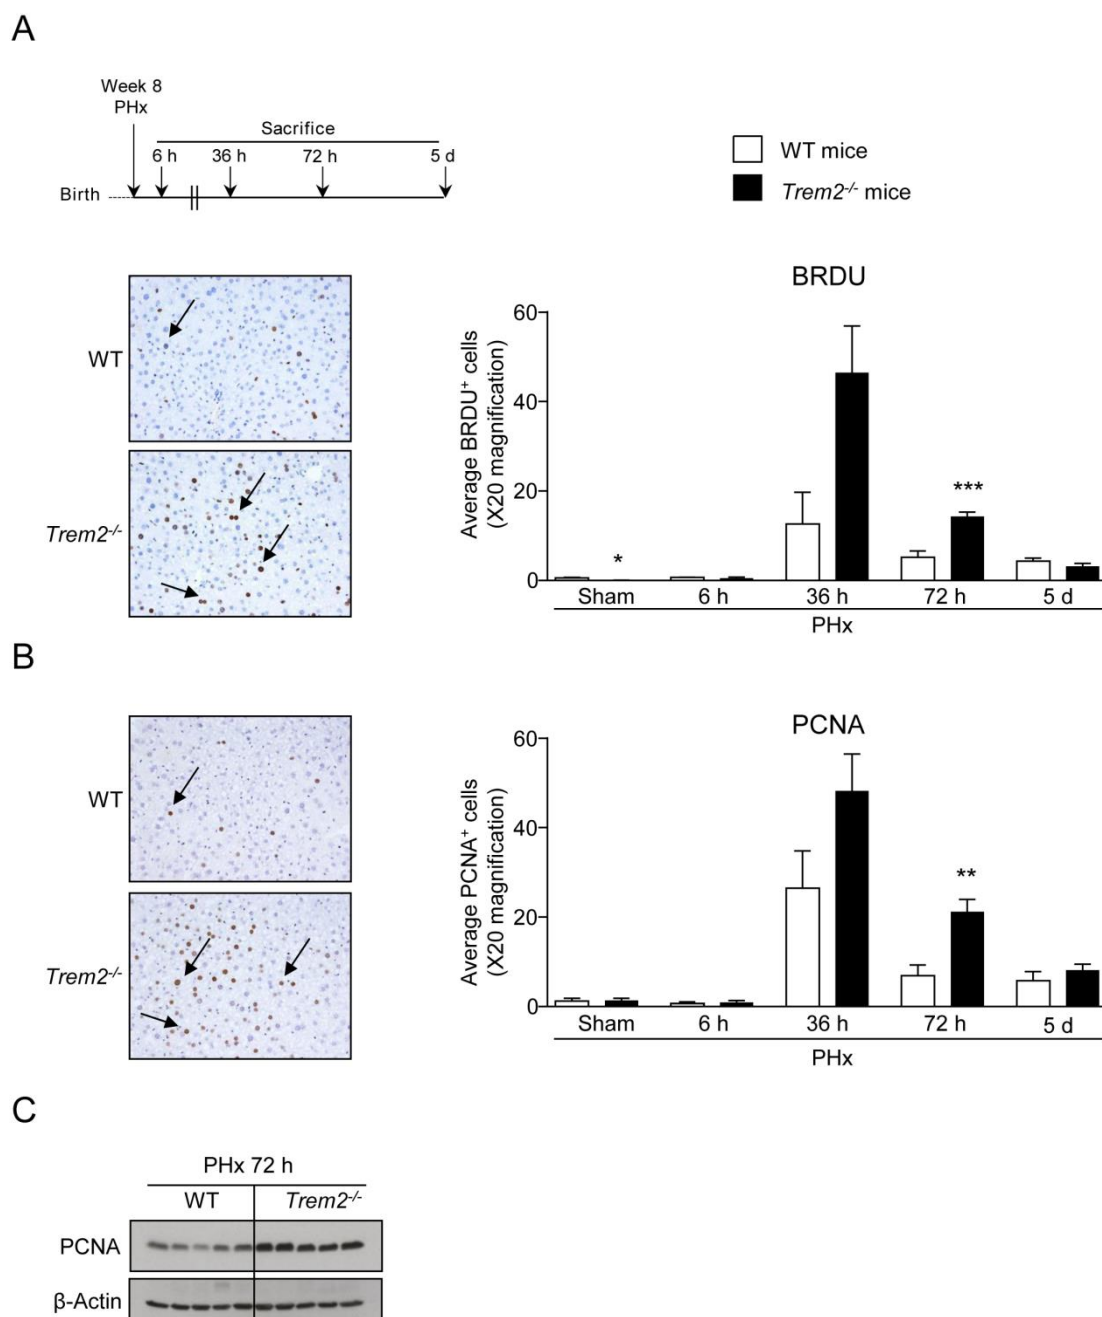 A
Week 8
PHx
Sacrifice
6 h 36 h 72 h 5 d
Birth
WT mice
Trem2-/- mice
WT
Trem2-/-
BRDU
Average BRDU+ cells
(X20 magnification)
60
40
20
0
*
***
Sham 6 h 36 h 72 h 5 d
PHx
B
WT
Trem2-/-
PCNA
Average PCNA+ cells
(X20 magnification)
60
40
20
0
**
Sham 6 h 36 h 72 h 5 d
PHx
C
PHx 72 h
WT Trem2-/-
PCNA
β-Actin